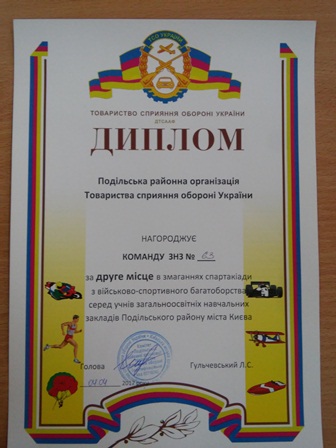 ТСО УКРАЇНИ
ТОВАРИСТВО СПРИЯННЯ ОБОРОНІ УКРАЇНИ
ДИПЛОМ
Подільська районна організація
Товариства сприяння обороні України
НАГОРОДЖУЄ
КОМАНДУ ЗНЗ № 63
за друге місце в змаганнях спартакіади
з військово-спортивного багатоборства
серед учнів загальноосвітніх навчальних
закладів Подільського району міста Києва
Голова Гульчевський Л.С.